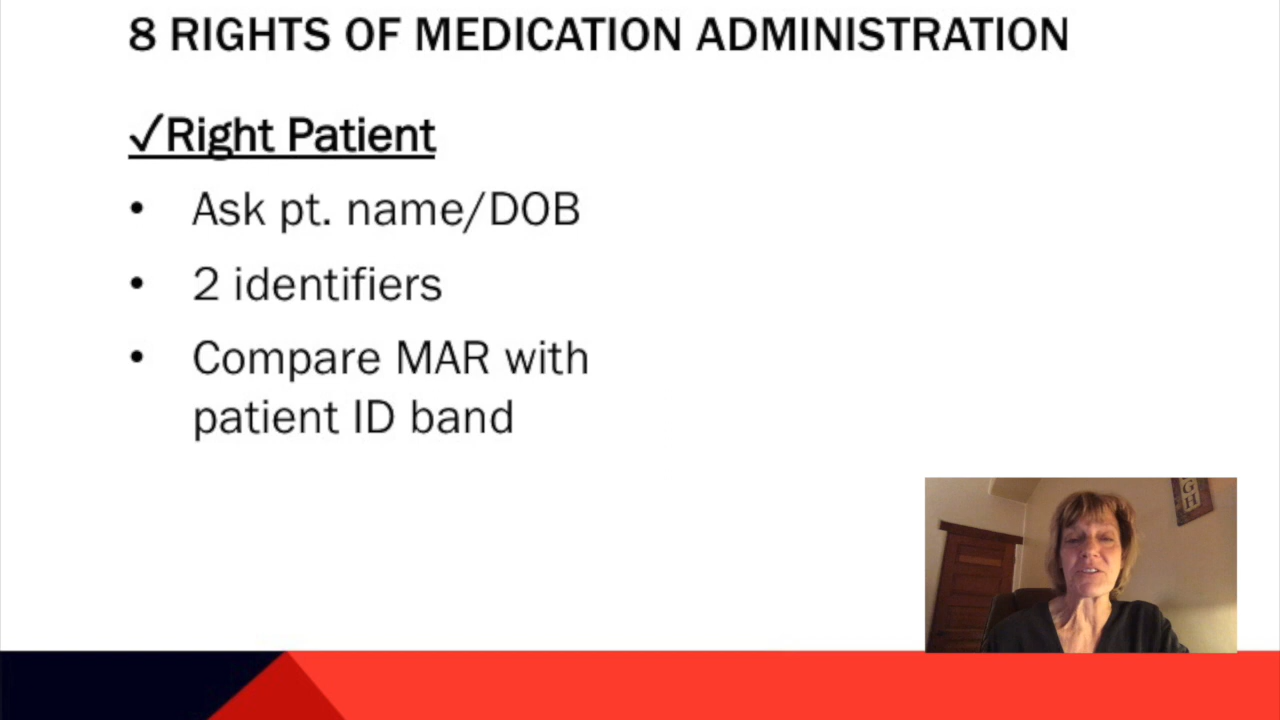 8 RIGHTS OF MEDICATION ADMINISTRATION
✓Right Patient
• Ask pt. name/DOB
• 2 identifiers
• Compare MAR with
patient ID band
GH